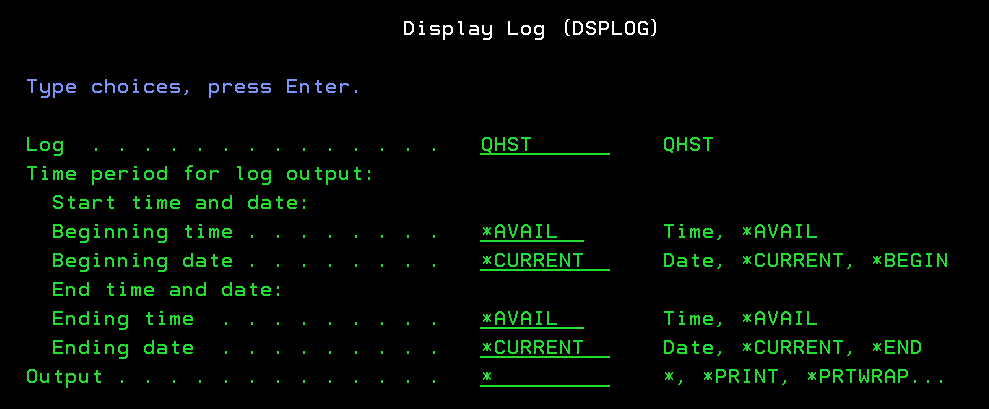 Display Log (DSPLOG)
Type choices, press Enter.
Log  . . . . . . . . . . . . . .   QHST          QHST
Time period for log output:
  Start time and date:
  Beginning time . . . . . . . .   *AVAIL        Time, *AVAIL
  Beginning date . . . . . . . .   *CURRENT      Date, *CURRENT, *BEGIN
  End time and date:
  Ending time  . . . . . . . . .   *AVAIL        Time, *AVAIL
  Ending date  . . . . . . . . .   *CURRENT      Date, *CURRENT, *END
Output . . . . . . . . . . . . .   *             *, *PRINT, *PRTWRAP...